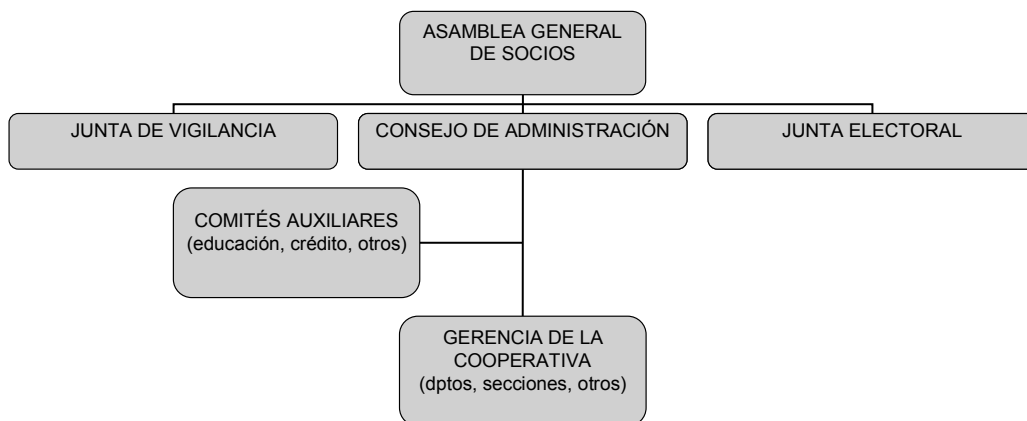 ASAMBLEA GENERAL
DE SOCIOS
JUNTA DE VIGILANCIA
CONSEJO DE ADMINISTRACIÓN
JUNTA ELECTORAL
COMITÉS AUXILIARES
(educación, crédito, otros)
GERENCIA DE LA
COOPERATIVA
(dptos, secciones, otros)